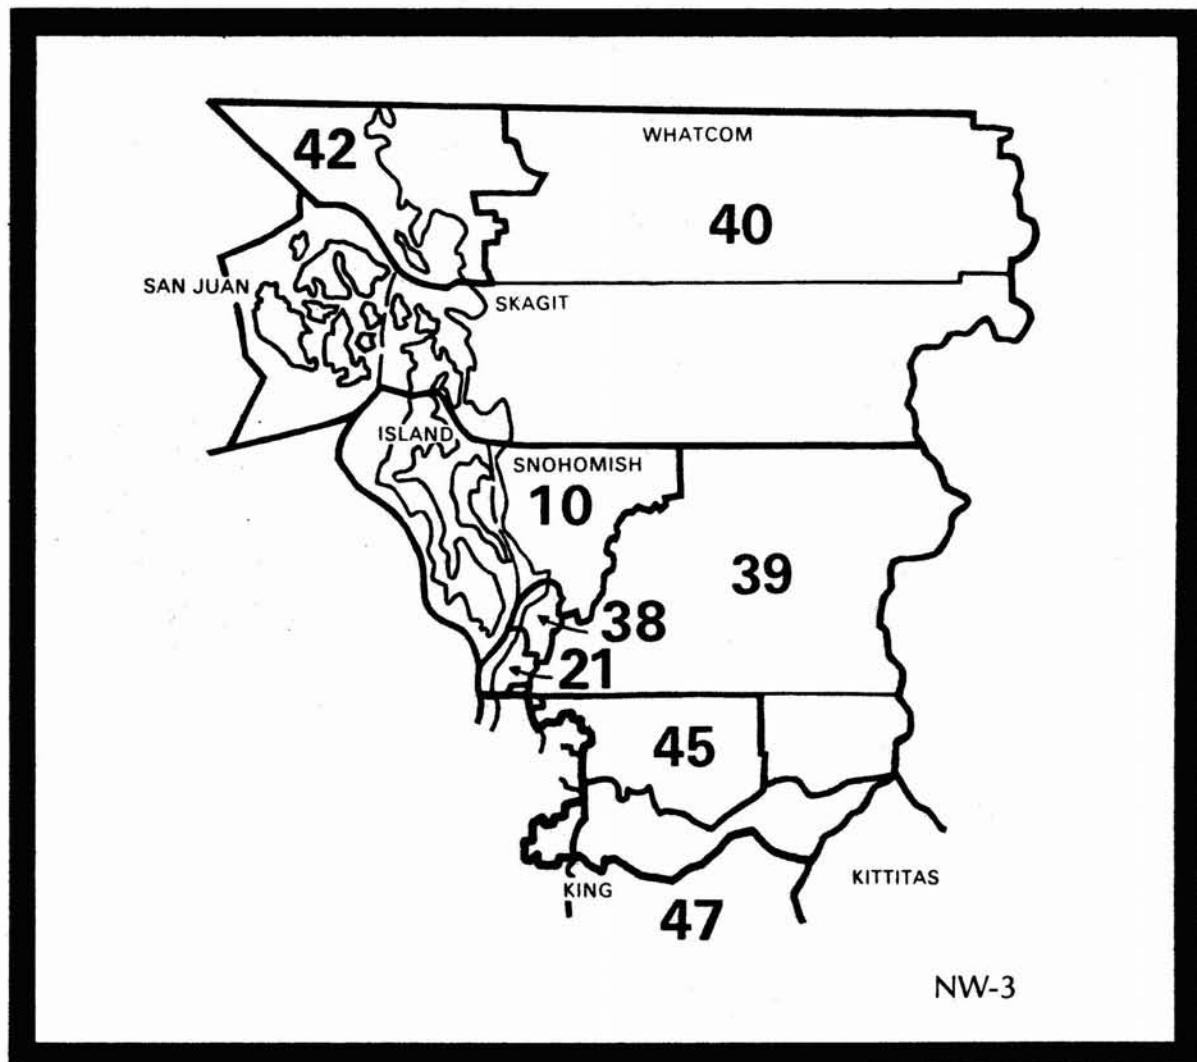 WHATCOM
42
40
SAN JUAN
SKAGIT
ISLAND
SNOHOMISH
10
39
38
21
45
KITTITAS
KING
47
NW-3